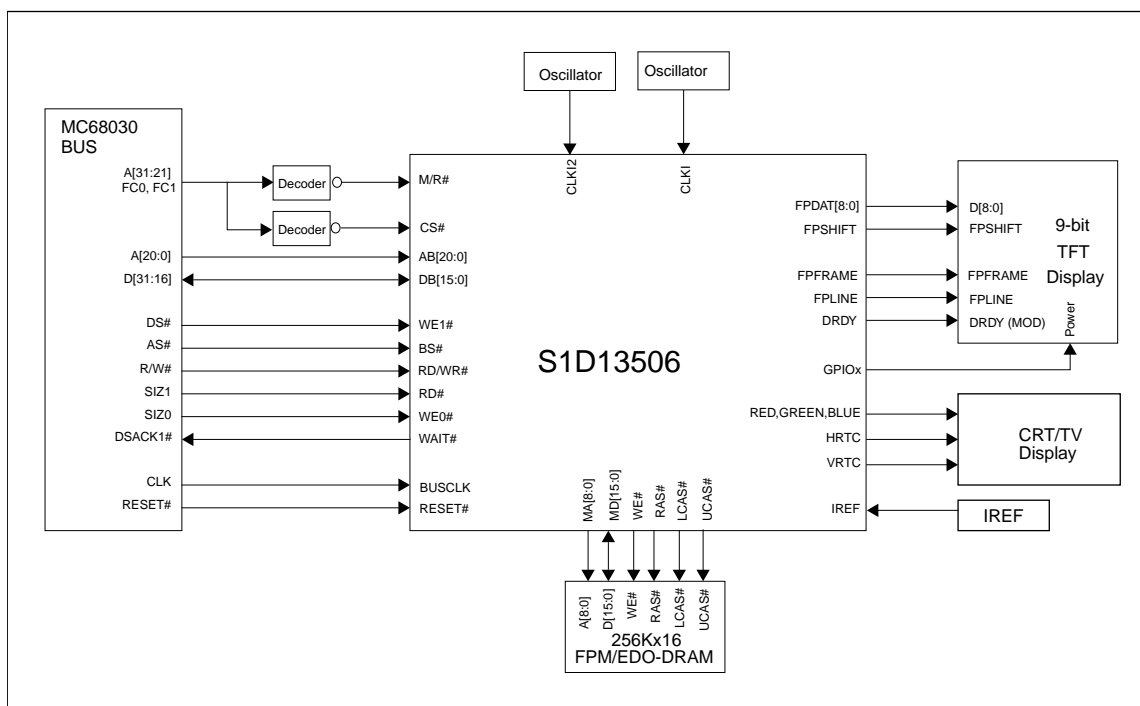 Oscillator
Oscillator
MC68030
BUS
A[31:21]
FC0, FC1
Decoder
Decoder
A[20:0]
D[31:16]
DS#
AS#
R/W#
SIZ1
SIZ0
DSACK1#
CLK
RESET#
M/R#
CS#
AB[20:0]
DB[15:0]
WE1#
BS#
RD/WR#
RD#
WE0#
WAIT#
BUSCLK
RESET#
CLKI2
CLKI
S1D13506
FPDAT[8:0]
FPSHIFT
FPFRAME
FPLINE
DRDY
GPIOx
RED,GREEN,BLUE
HRTC
VRTC
IREF
D[8:0]
FPSHIFT
FPFRAME
FPLINE
DRDY (MOD)
9-bit
TFT
Display
Power
CRT/TV
Display
IREF
MA[8:0]
MD[15:0]
WE#
RAS#
LCAS#
UCAS#
A[8:0]
D[15:0]
WE#
RAS#
LCAS#
UCAS#
256Kx16
FPM/EDO-DRAM